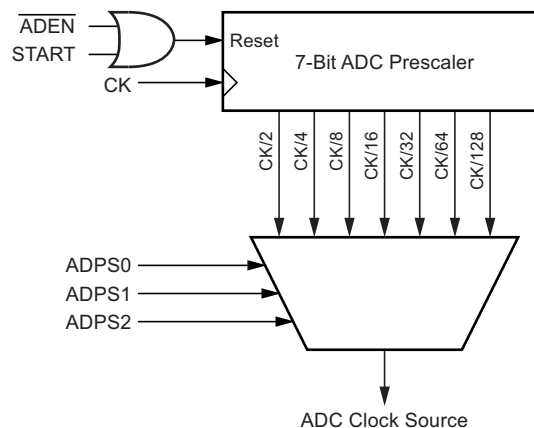 ADEN
START
Reset
CK
7-Bit ADC Prescaler
CK/2
CK/4
CK/8
CK/16
CK/32
CK/64
CK/128
ADPS0
ADPS1
ADPS2
ADC Clock Source